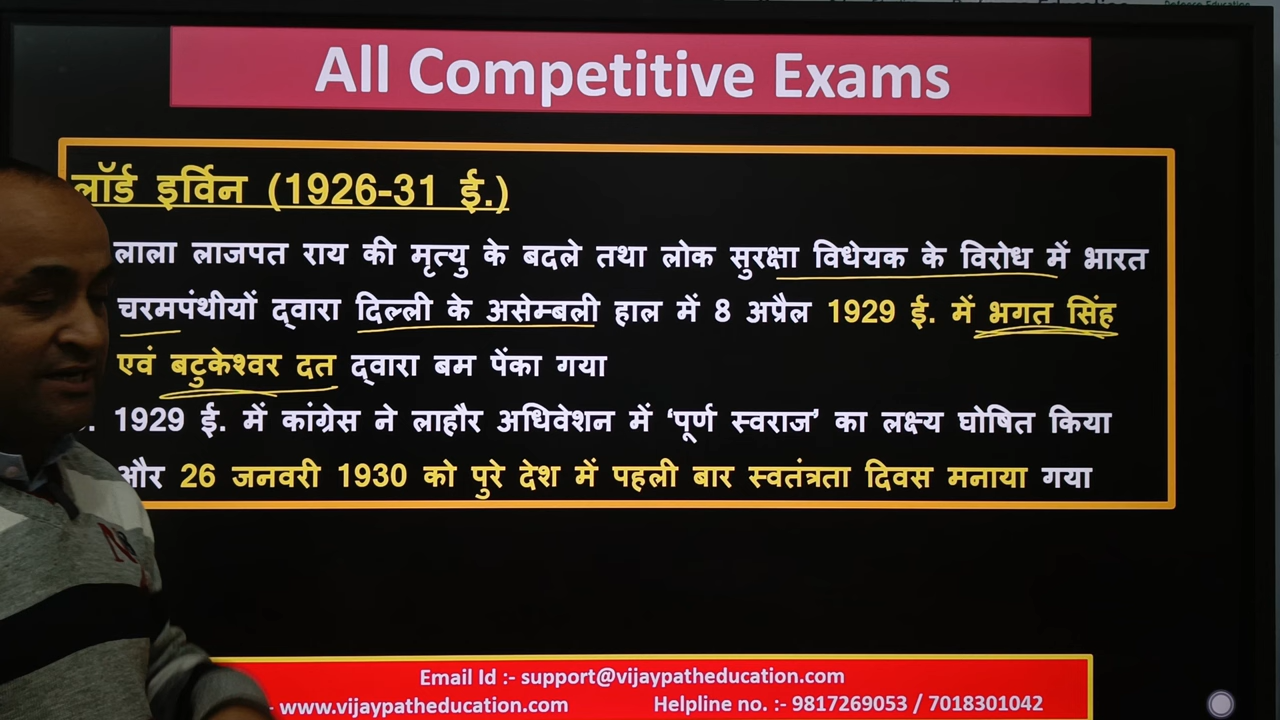 All Competitive Exams
लॉर्ड इर्विन (1926-31 ई.)
लाला लाजपत राय की मृत्यु के बदले तथा लोक सुरक्षा विधेयक के विरोध में भारत
चरमपंथीयों द्वारा दिल्ली के असेम्बली हाल में 8 अप्रैल 1929 ई. में भगत सिंह
एवं बटुकेश्वर दत द्वारा बम पेंका गया
1929 ई. में कांग्रेस ने लाहौर अधिवेशन में ‘पूर्ण स्वराज’ का लक्ष्य घोषित किया
और 26 जनवरी 1930 को पुरे देश में पहली बार स्वतंत्रता दिवस मनाया गया
Email Id :- support@vijaypatheducation.com
- www.vijaypatheducation.com Helpline no. :- 9817269053 / 7018301042